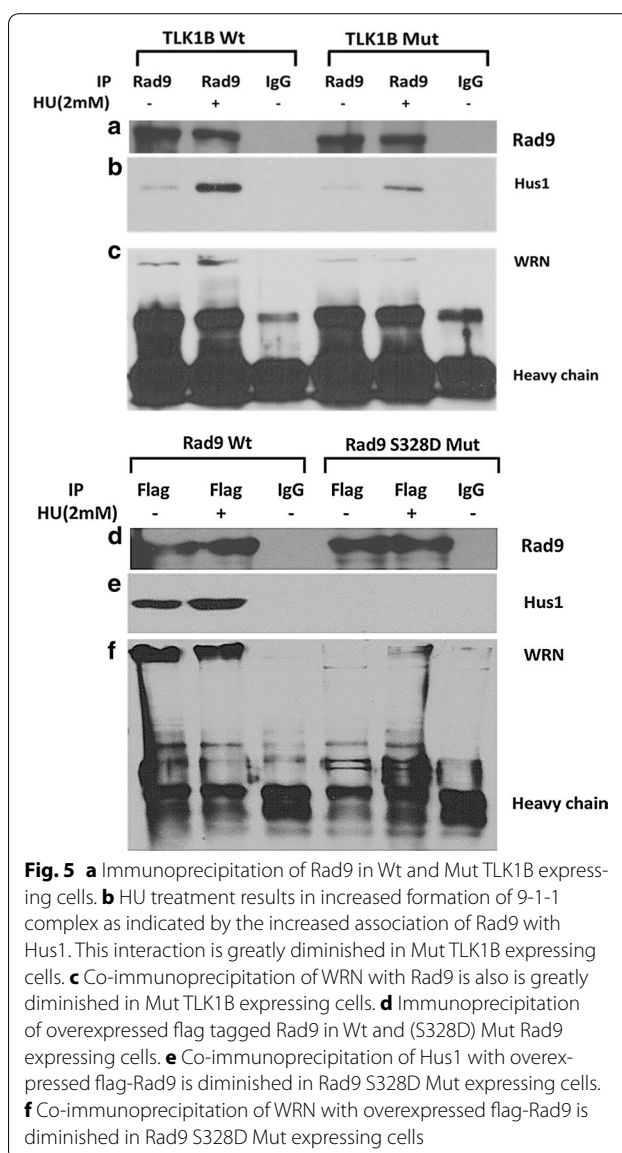 TLK1B Wt TLK1B Mut
IP Rad9 Rad9 IgG Rad9 Rad9 IgG
HU(2mM) - + - - + -
a Rad9
b Hus1
c WRN
Heavy chain
Rad9 Wt Rad9 S328D Mut
IP Flag Flag IgG Flag Flag IgG
HU(2mM) - + - - + -
d Rad9
e Hus1
f WRN
Heavy chain
Fig. 5 a Immunoprecipitation of Rad9 in Wt and Mut TLK1B express-
ing cells. b HU treatment results in increased formation of 9-1-1
complex as indicated by the increased association of Rad9 with
Hus1. This interaction is greatly diminished in Mut TLK1B expressing
cells. c Co-immunoprecipitation of WRN with Rad9 is also is greatly
diminished in Mut TLK1B expressing cells. d Immunoprecipitation
of overexpressed flag tagged Rad9 in Wt and (S328D) Mut Rad9
expressing cells. e Co-immunoprecipitation of Hus1 with overex-
pressed flag-Rad9 is diminished in Rad9 S328D Mut expressing cells.
f Co-immunoprecipitation of WRN with overexpressed flag-Rad9 is
diminished in Rad9 S328D Mut expressing cells